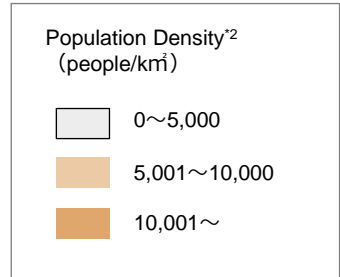 Population Density*2
（people/k㎡）
0～5,000
5,001～10,000
10,001～